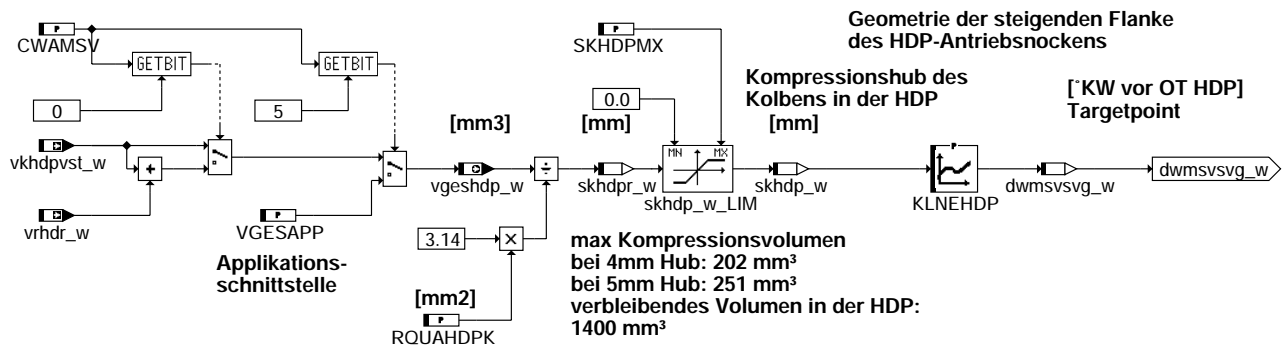 CWAMSV
P
GETBIT
0
vkhdpvst_w
+
vrhdr_w
P
VGESAPP
Applikations-
schnittstelle
GETBIT
5
[mm3]
vgeshdp_w
÷
3.14
×
[mm2]
P
RQUAHDPK
P
SKHDPMX
0.0
[mm]
skhdpr_w
MN MX
skhdp_w_LIM
Kompressionshub des
Kolbens in der HDP
[mm]
skhdp_w
max Kompressionsvolumen
bei 4mm Hub: 202 mm³
bei 5mm Hub: 251 mm³
verbleibendes Volumen in der HDP:
1400 mm³
Geometrie der steigenden Flanke
des HDP-Antriebsnockens
P
KLNEHDP
[°KW vor OT HDP]
Targetpoint
dwmsvsvg_w
dwmsvsvg_w